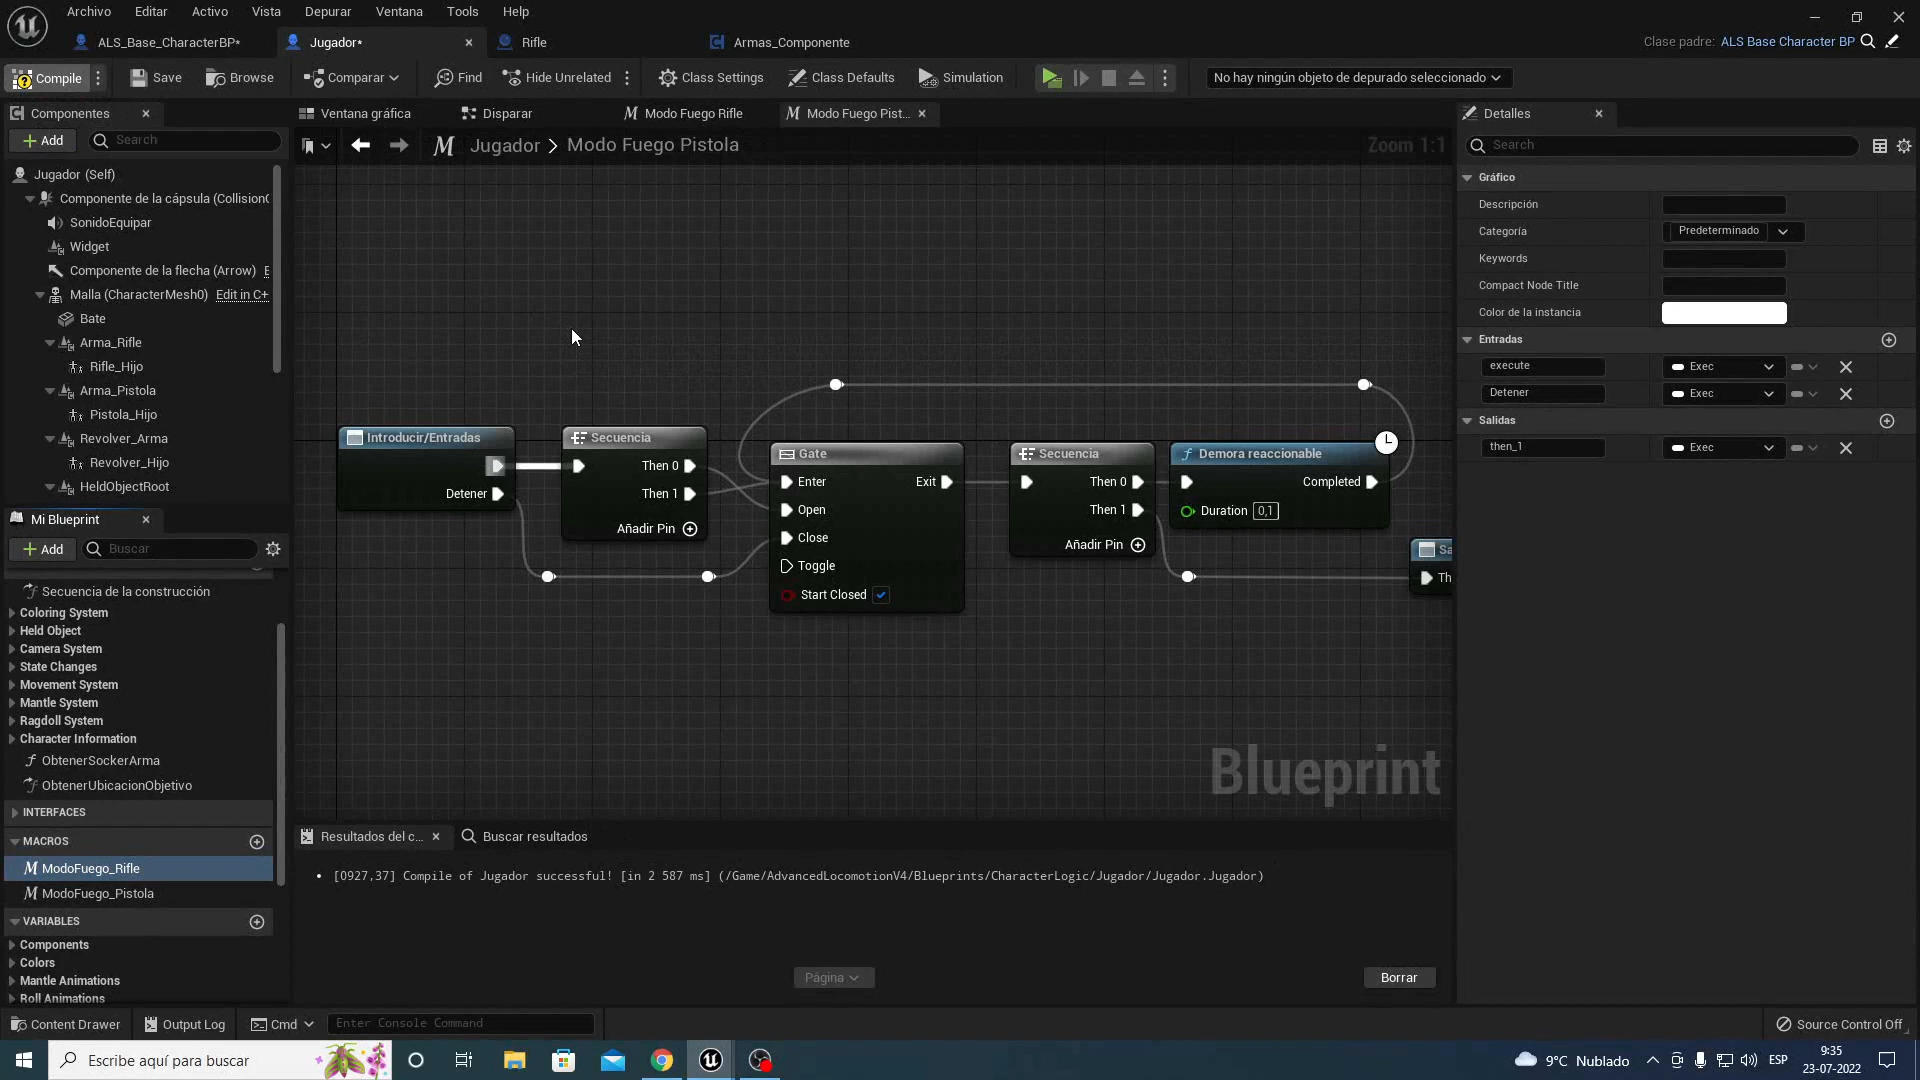 Archivo Editar Activo Vista Depurar Ventana Tools Help
ALS_Base_CharacterBP* Jugador* Rifle Armas_Componente Clase padre: ALS Base Character BP
Compile Save Browse Comparar Find Hide Unrelated Class Settings Class Defaults Simulation No hay ningún objeto de depurado seleccionado
Componentes Ventana gráfica Disparar Modo Fuego Rifle Modo Fuego Pist... Detalles
Add Search Jugador > Modo Fuego Pistola Zoom 1:1 Search
Jugador (Self)
Componente de la cápsula (Collision
SonidoEquipar
Widget
Componente de la flecha (Arrow) E
Malla (CharacterMesh0) Edit in C+
Bate
Arma_Rifle
Rifle_Hijo
Arma_Pistola
Pistola_Hijo
Revolver_Arma
Revolver_Hijo
HeldObjectRoot
Mi Blueprint
Add Buscar
Secuencia de la construcción
Coloring System
Held Object
Camera System
State Changes
Movement System
Mantle System
Ragdoll System
Character Information
ObtenerSockerArma
ObtenerUbicacionObjetivo
INTERFACES
MACROS
ModoFuego_Rifle
ModoFuego_Pistola
VARIABLES
Components
Colors
Mantle Animations
Roll Animations
Introducir/Entradas
Detener
Secuencia
Then 0
Then 1
Añadir Pin
Gate
Enter Exit
Open
Close
Toggle
Start Closed
Secuencia
Then 0
Then 1
Añadir Pin
Demora reaccionable
Completed
Duration 0,1
Sa
Th
Blueprint
Gráfico
Descripción
Categoría Predeterminado
Keywords
Compact Node Title
Color de la instancia
Entradas
execute Exec
Detener Exec
Salidas
then_1 Exec
Resultados del c... Buscar resultados
[0927,37] Compile of Jugador successful! [in 2 587 ms] (/Game/AdvancedLocomotionV4/Blueprints/CharacterLogic/Jugador/Jugador.Jugador)
Página Borrar
Content Drawer Output Log Cmd Enter Console Command Source Control Off
Escribe aquí para buscar 9°C Nublado ESP 9:35
23-07-2022